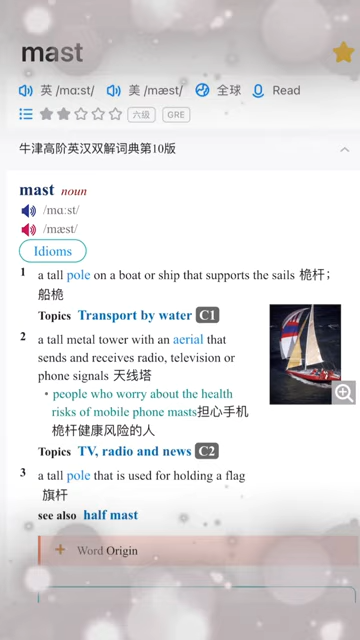 mast
英 /mɑːst/ 美 /mæst/ 全球 Read
六级 GRE
牛津高阶英汉双解词典第10版
mast noun
/mɑːst/
/mæst/
Idioms
1 a tall pole on a boat or ship that supports the sails 桅杆；
船桅
Topics Transport by water C1
2 a tall metal tower with an aerial that
sends and receives radio, television or
phone signals 天线塔
• people who worry about the health
risks of mobile phone masts担心手机
桅杆健康风险的人
Topics TV, radio and news C2
3 a tall pole that is used for holding a flag
旗杆
see also half mast
+ Word Origin